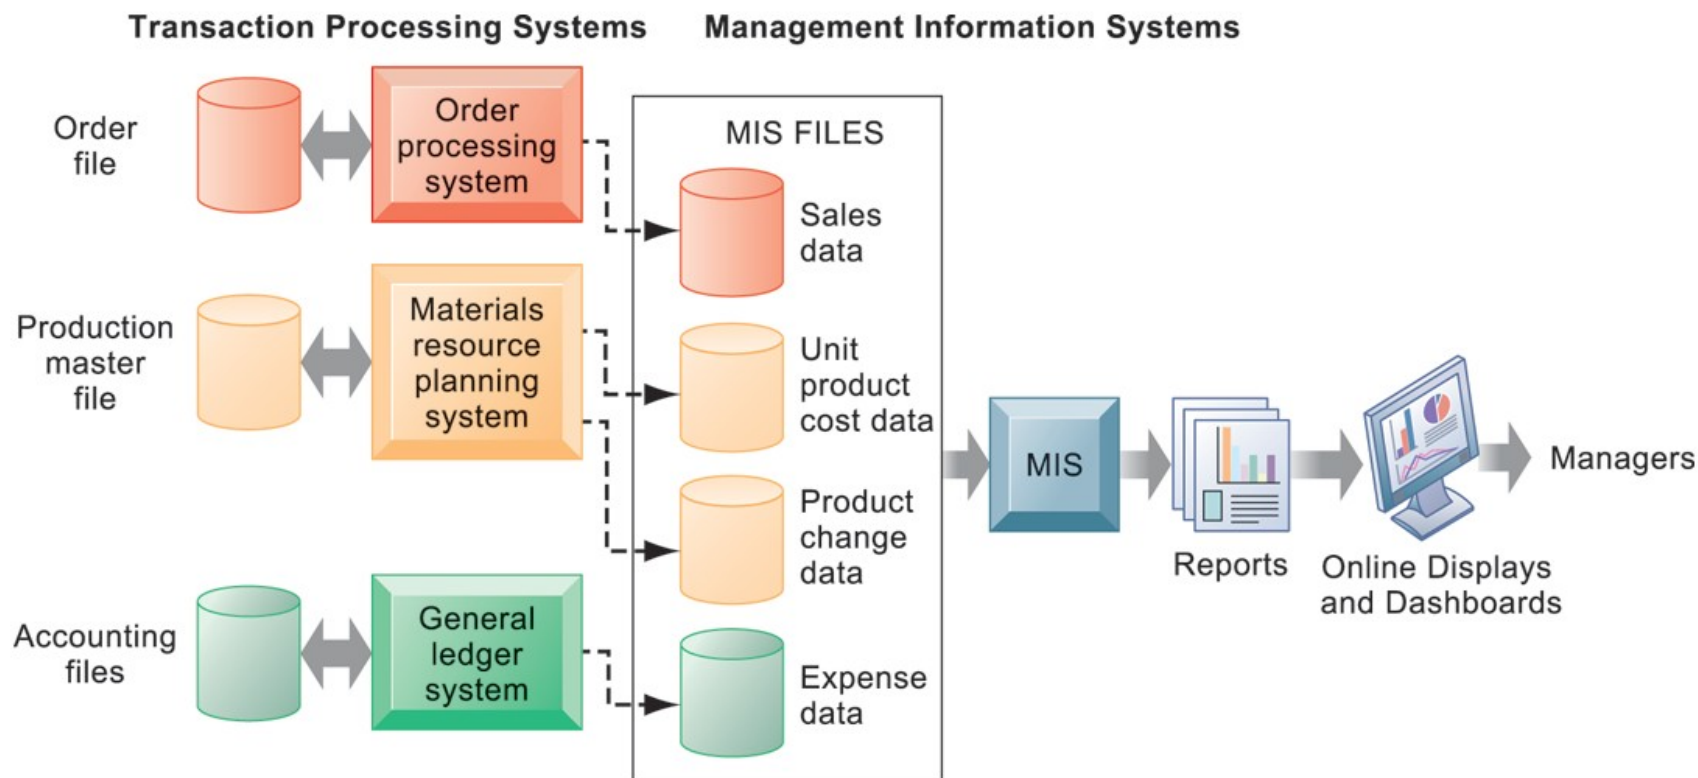 Transaction Processing Systems
Management Information Systems
Order
file
Order
processing
system
MIS FILES
Sales
data
Production
master
file
Materials
resource
planning
system
Unit
product
cost data
Product
change
data
Accounting
files
General
ledger
system
Expense
data
MIS
Reports
Online Displays
and Dashboards
Managers